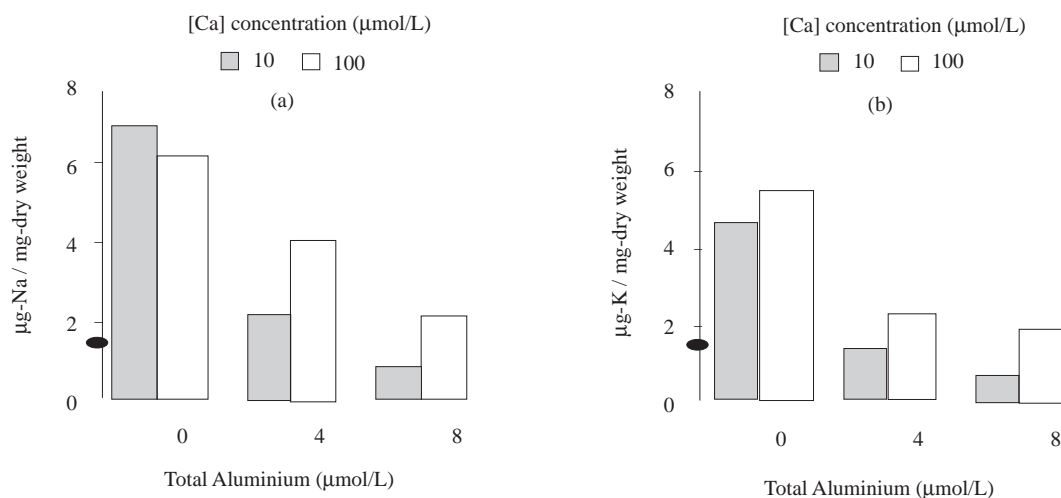 [Ca] concentration (μmol/L)
10 100
(a)
μg-Na / mg-dry weight
8
6
4
2
0
0 4 8
Total Aluminium (μmol/L)
[Ca] concentration (μmol/L)
10 100
(b)
μg-K / mg-dry weight
8
6
4
2
0
0 4 8
Total Aluminium (μmol/L)